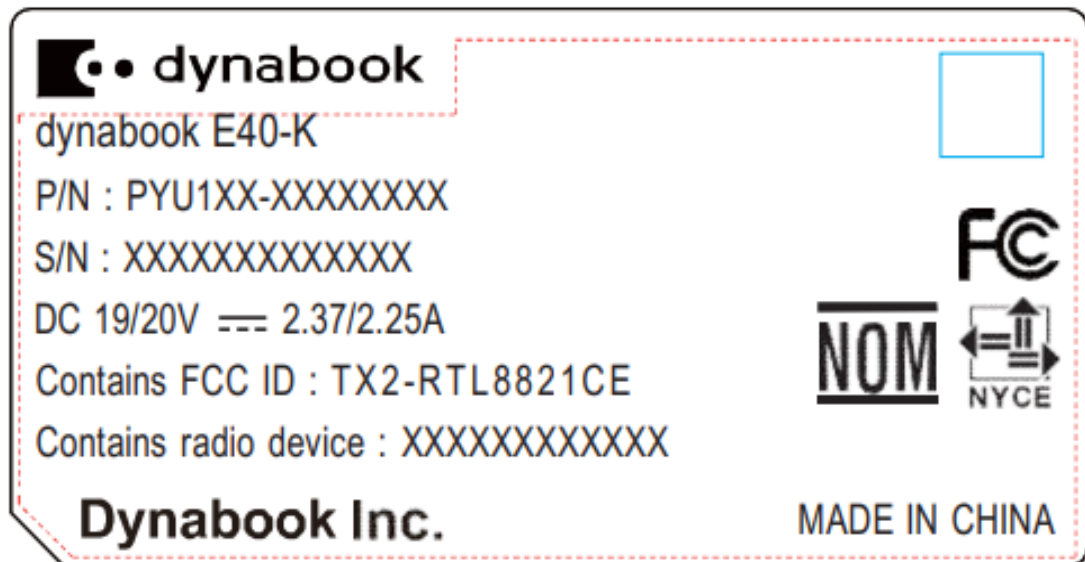 dynabook
dynabook E40-K
P/N : PYU1XX-XXXXXXXX
S/N : XXXXXXXXXXXXX
DC 19/20V ⎓ 2.37/2.25A
Contains FCC ID : TX2-RTL8821CE
Contains radio device : XXXXXXXXXXXX
Dynabook Inc.
FC
NOM
NYCE
MADE IN CHINA